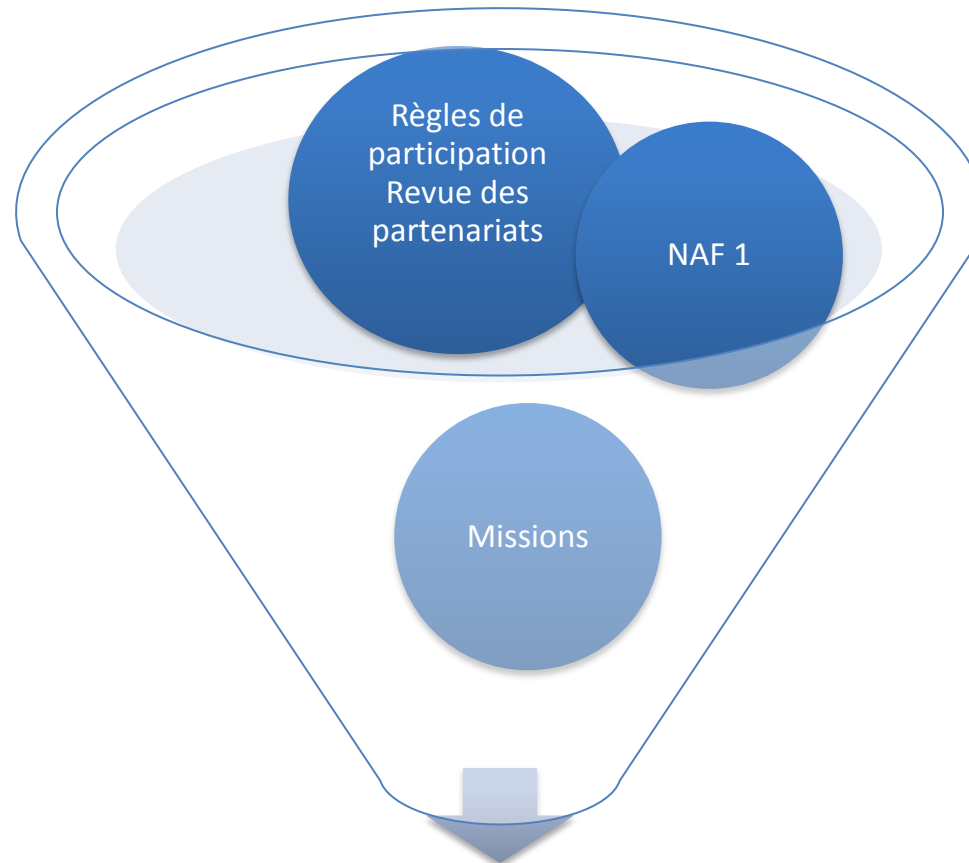 Règles de
participation
Revue des
partenariats
NAF 1
Missions